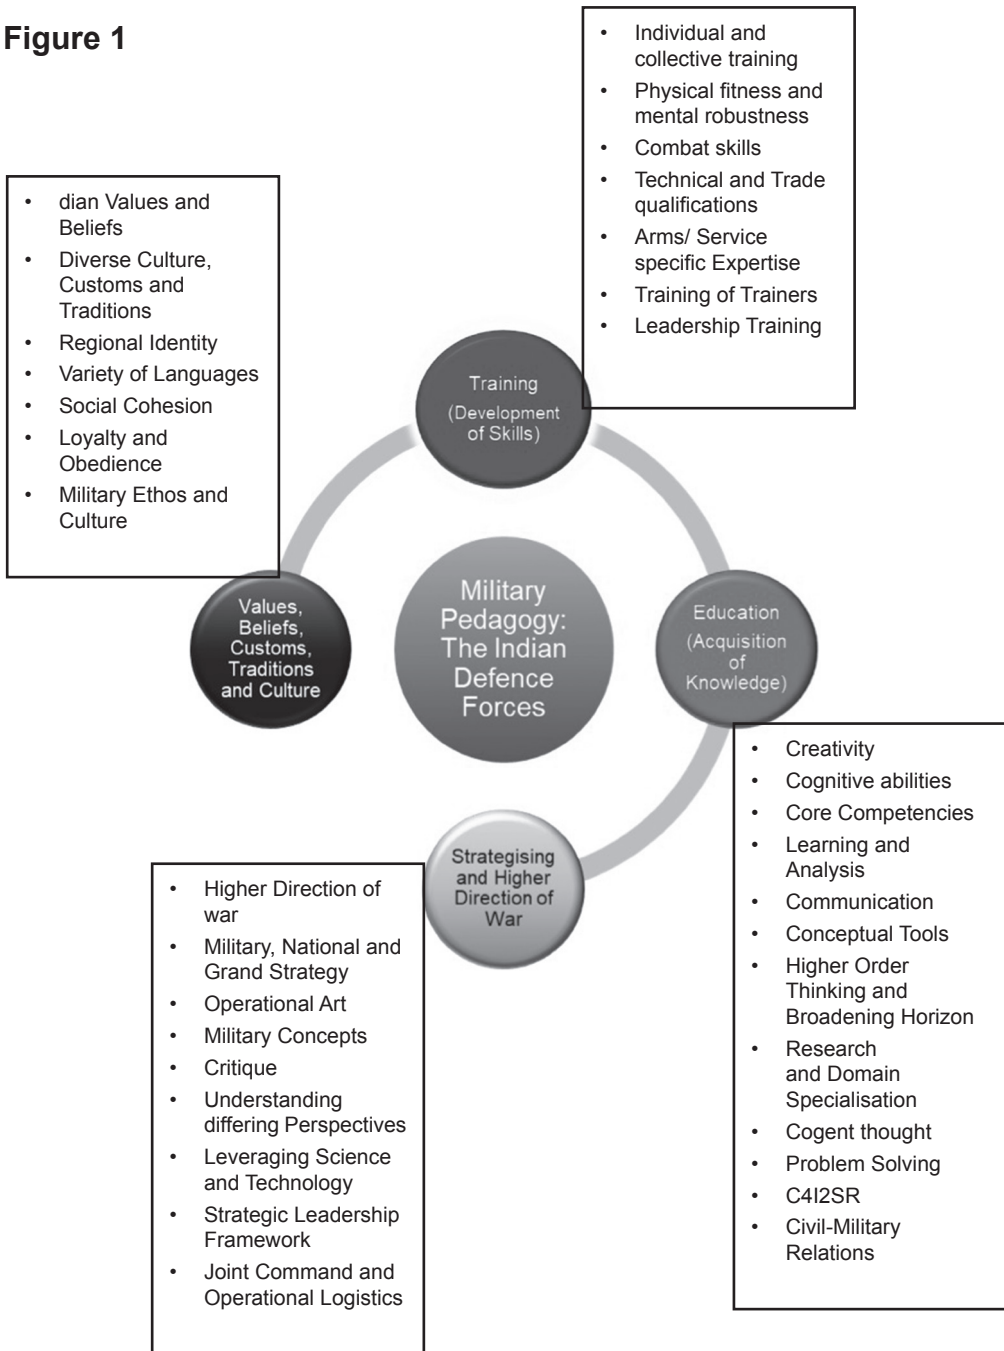 Figure 1
• Individual and
collective training
• Physical fitness and
mental robustness
• Combat skills
• Technical and Trade
qualifications
• Arms/ Service
specific Expertise
• Training of Trainers
• Leadership Training
• dian Values and
Beliefs
• Diverse Culture,
Customs and
Traditions
• Regional Identity
• Variety of Languages
• Social Cohesion
• Loyalty and
Obedience
• Military Ethos and
Culture
Training
(Development
of Skills)
Values,
Beliefs,
Customs,
Traditions
and Culture
Military
Pedagogy:
The Indian
Defence
Forces
Education
(Acquisition
of
Knowledge)
Strategising
and Higher
Direction of
War
• Creativity
• Cognitive abilities
• Core Competencies
• Learning and
Analysis
• Communication
• Conceptual Tools
• Higher Order
Thinking and
Broadening Horizon
• Research
and Domain
Specialisation
• Cogent thought
• Problem Solving
• C4I2SR
• Civil-Military
Relations
• Higher Direction of
war
• Military, National and
Grand Strategy
• Operational Art
• Military Concepts
• Critique
• Understanding
differing Perspectives
• Leveraging Science
and Technology
• Strategic Leadership
Framework
• Joint Command and
Operational Logistics